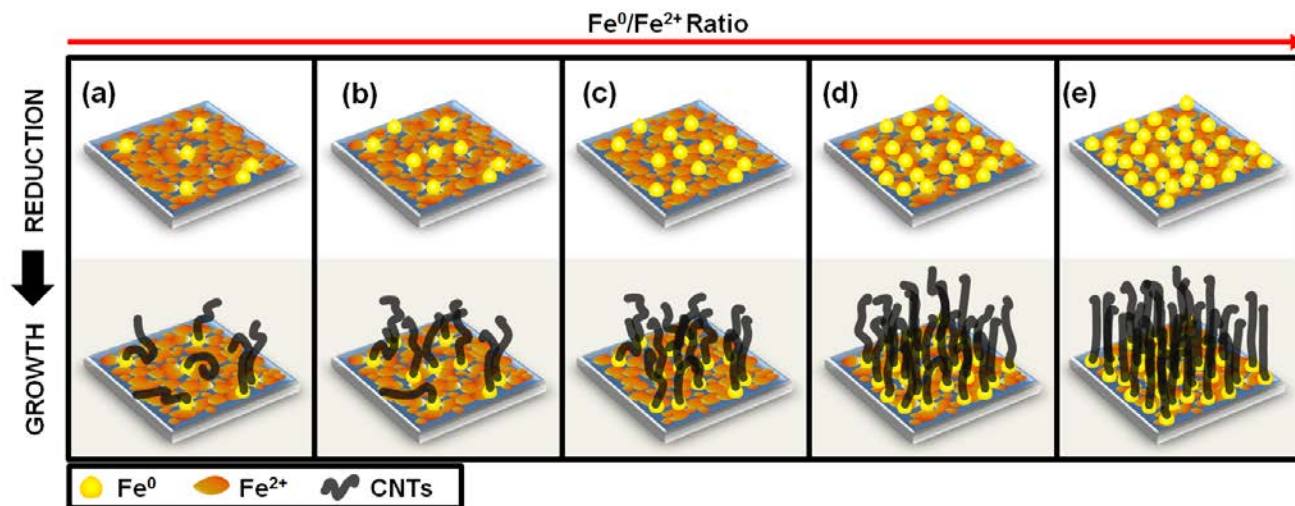 Fe⁰/Fe²⁺ Ratio
(a)
(b)
(c)
(d)
(e)
REDUCTION
GROWTH
Fe⁰
Fe²⁺
CNTs